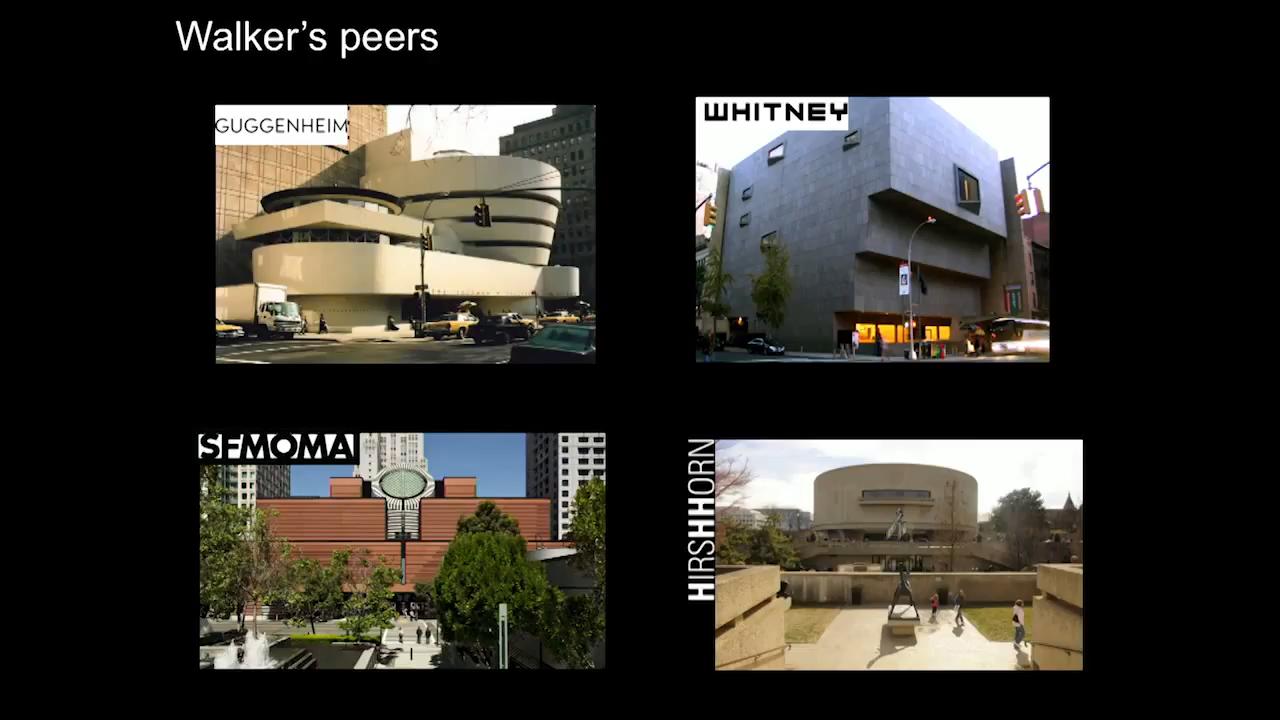 Walker’s peers
GUGGENHEIM
WHITNEY
SFMOMA
HIRSHHORN